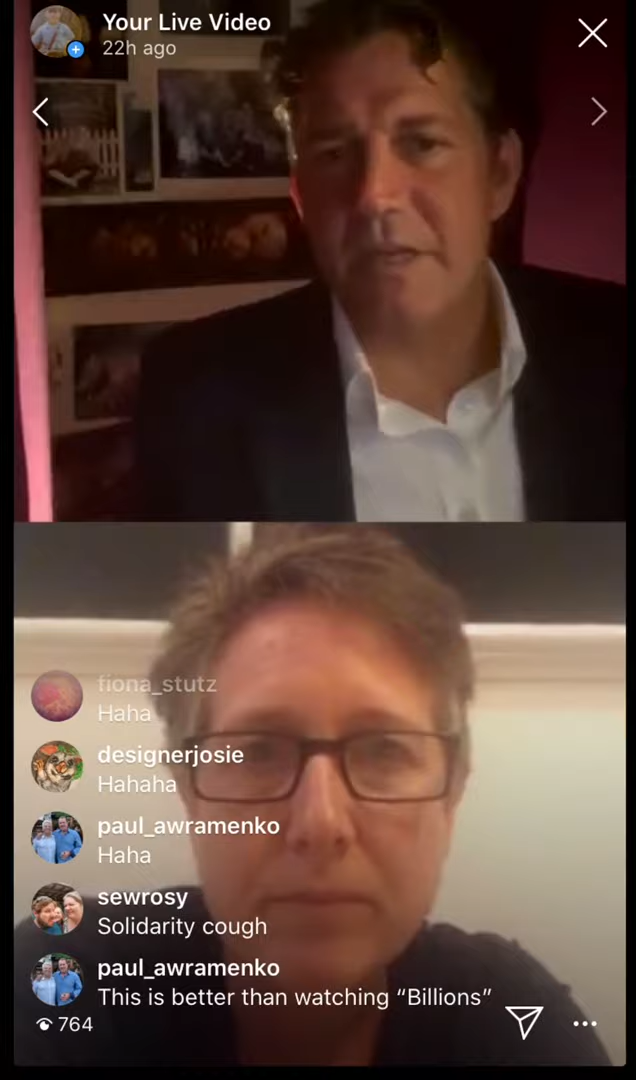 Your Live Video
22h ago
fiona_stutz
Haha
designerjosie
Hahaha
paul_awramenko
Haha
sewrosy
Solidarity cough
paul_awramenko
This is better than watching “Billions”
764